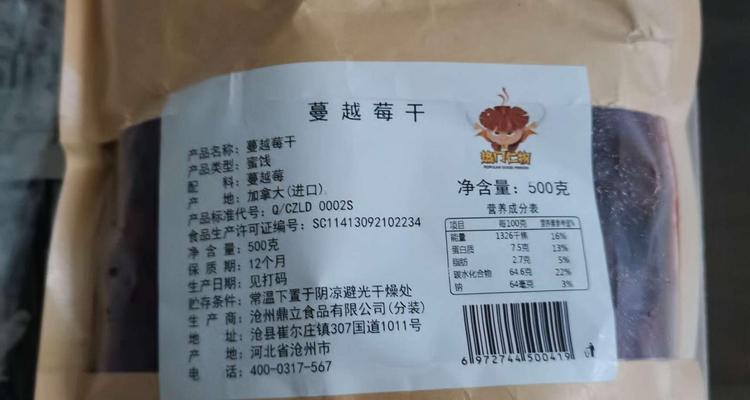 蔓越莓干
产品名称：蔓越莓干
产品类型：蜜饯
配 料：蔓越莓
产 地：加拿大(进口)
产品标准代号：Q/CZLD 0002S
食品生产许可证编号：SC11413092102234
净 含 量：500克
保 质 期：12个月
生产日期：见打码
贮存条件：常温下置于阴凉避光干燥处
生 产 商：沧州鼎立食品有限公司(分装)
地 址：沧县崔尔庄镇307国道1011号
产 地：河北省沧州市
电 话：400-0317-567
热门仁物
POPULAR GOOD PERSON
净含量：500克
营养成分表
项目 每100克 营养素参考值%
能量 1326千焦 16%
蛋白质 7.5克 13%
脂肪 2.7克 5%
碳水化合物 64.6克 22%
钠 64毫克 3%
6 972744 500419